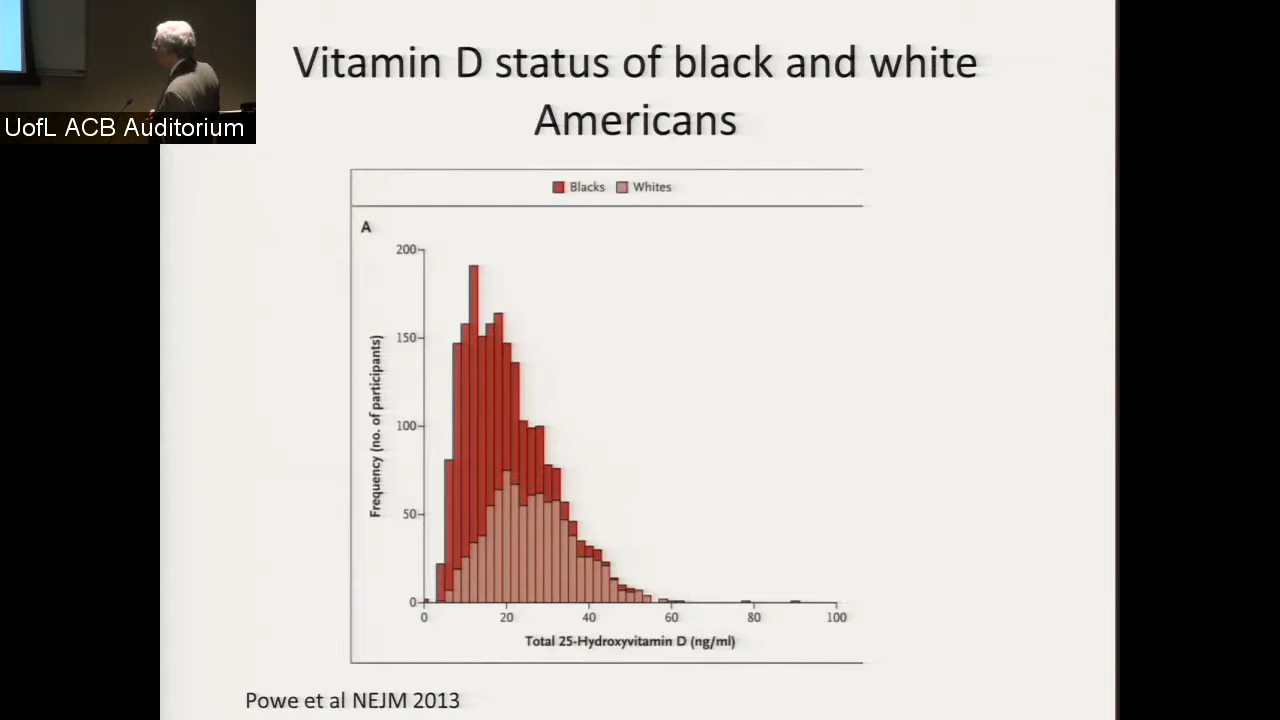 UofL ACB Auditorium
Vitamin D status of black and white
Americans
Blacks Whites
A
200
150
100
50
0
Frequency (no. of participants)
0 20 40 60 80 100
Total 25-Hydroxyvitamin D (ng/ml)
Powe et al NEJM 2013